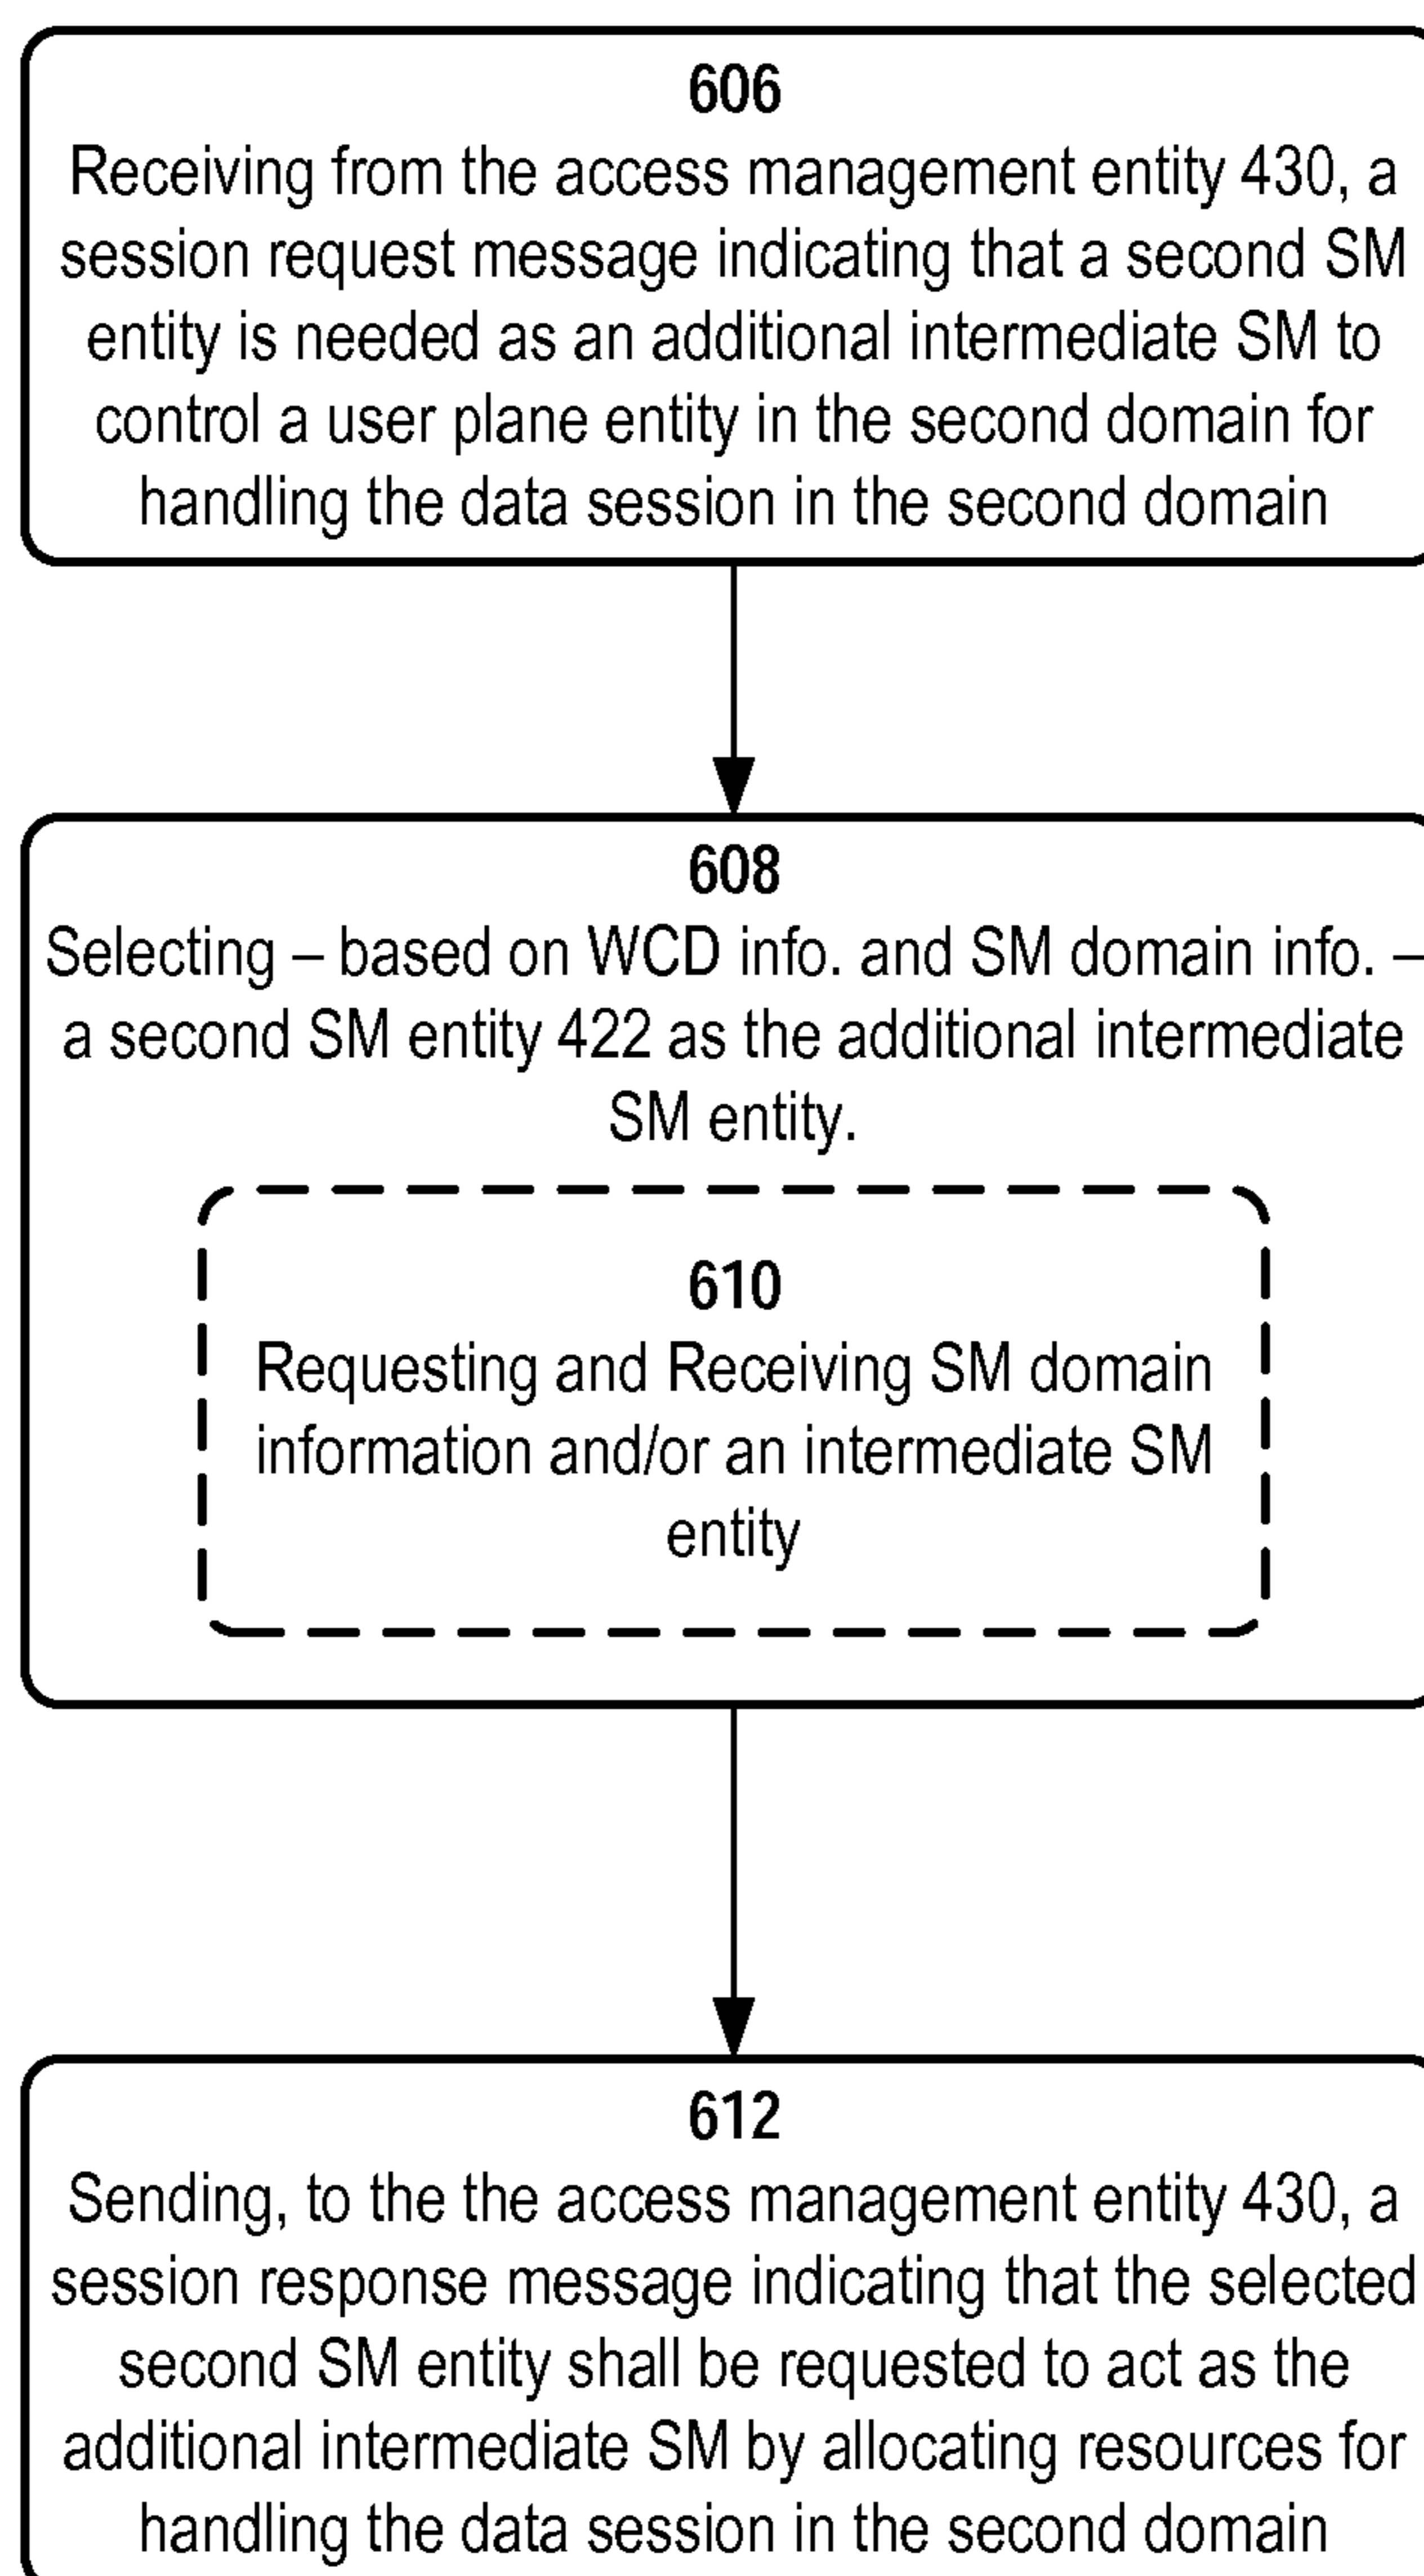 606
Receiving from the access management entity 430, a
session request message indicating that a second SM
entity is needed as an additional intermediate SM to
control a user plane entity in the second domain for
handling the data session in the second domain
608
Selecting – based on WCD info. and SM domain info. –
a second SM entity 422 as the additional intermediate
SM entity.
610
Requesting and Receiving SM domain
information and/or an intermediate SM
entity
612
Sending, to the the access management entity 430, a
session response message indicating that the selected
second SM entity shall be requested to act as the
additional intermediate SM by allocating resources for
handling the data session in the second domain